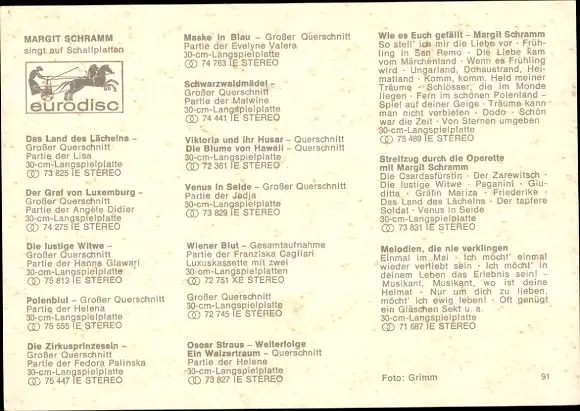 MARGIT SCHRAMM
singt auf Schallplatten
eurodisc
Das Land des Lächelns –
Großer Querschnitt
Partie der Lisa
30-cm-Langspielplatte
73 825 IE STEREO
Der Graf von Luxemburg –
Großer Querschnitt
Partie der Angèle Didier
30-cm-Langspielplatte
74 275 IE STEREO
Die lustige Witwe –
Großer Querschnitt
Partie der Hanna Glawari
30-cm-Langspielplatte
75 813 IE STEREO
Polenblut – Großer Querschnitt
Partie der Helena
30-cm-Langspielplatte
75 555 IE STEREO
Die Zirkusprinzessin –
Großer Querschnitt
Partie der Fedora Palinska
30-cm-Langspielplatte
75 447 IE STEREO
Maske in Blau – Großer Querschnitt
Partie der Evelyne Valera
30-cm-Langspielplatte
74 763 IE STEREO
Schwarzwaldmädel –
Großer Querschnitt
Partie der Malwine
30-cm-Langspielplatte
74 441 IE STEREO
Viktoria und ihr Husar – Querschnitt
Die Blume von Hawaii – Querschnitt
30-cm-Langspielplatte
72 361 IE STEREO
Venus in Seide – Großer Querschnitt
Partie der Jadja
30-cm-Langspielplatte
73 829 IE STEREO
Wiener Blut – Gesamtaufnahme
Partie der Franziska Cagliari
Luxuskassette mit zwei
30-cm-Langspielplatten
72 751 XE STEREO
Großer Querschnitt
30-cm-Langspielplatte
72 745 IE STEREO
Oscar Straus – Welterfolge
Ein Walzertraum – Querschnitt
Partie der Helene
30-cm-Langspielplatte
73 827 IE STEREO
Wie es Euch gefällt – Margit Schramm
So stell' ich mir die Liebe vor · Früh-
ling in San Remo · Die Liebe kam
vom Märchenland · Wenn es Frühling
wird · Ungarland, Donaustrand, Hei-
matland · Komm, komm, Held meiner
Träume · Schlösser, die im Monde
liegen · Fern im schönen Polenland ·
Spiel auf deiner Geige · Träume kann
man nicht verbieten · Dodo · Schön
war die Zeit · Von Sternen umgeben
30-cm-Langspielplatte
75 489 IE STEREO
Streifzug durch die Operette
mit Margit Schramm
Die Csardasfürstin · Der Zarewitsch ·
Die lustige Witwe · Paganini · Giu-
ditta · Gräfin Mariza · Friederike ·
Das Land des Lächelns · Der tapfere
Soldat · Venus in Seide
30-cm-Langspielplatte
73 831 IE STEREO
Melodien, die nie verklingen
Einmal im Mai · Ich möcht' einmal
wieder verliebt sein · Ich möcht' in
deinem Leben das Erlebnis sein! ·
Musikant, Musikant, wo ist deine
Heimat · Nur um dich zu lieben,
möcht' ich ewig leben! · Oft genügt
ein Gläschen Sekt u. a.
30-cm-Langspielplatte
71 687 IE STEREO
Foto: Grimm
91